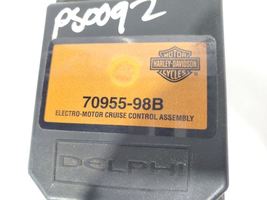 PS0092
MOTOR
HARLEY-DAVIDSON
CYCLES
70955-98B
ELECTRO-MOTOR CRUISE CONTROL ASSEMBLY
DELPHI